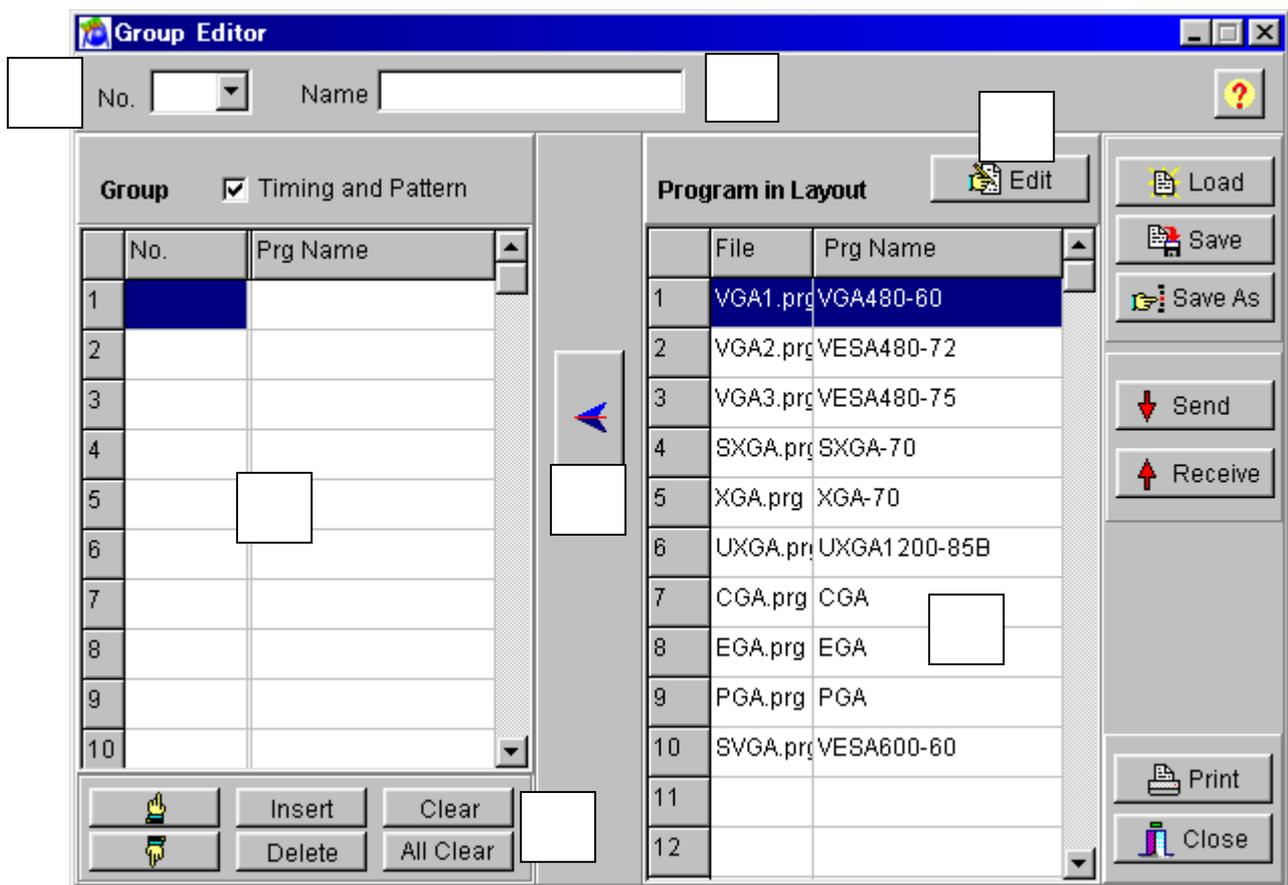 Group Editor
No. Name
Group Timing and Pattern
No. Prg Name
1
2
3
4
5
6
7
8
9
10
Insert Clear
Delete All Clear
Program in Layout Edit
File Prg Name
1 VGA1.prg VGA480-60
2 VGA2.prg VESA480-72
3 VGA3.prg VESA480-75
4 SXGA.prg SXGA-70
5 XGA.prg XGA-70
6 UXGA.prg UXGA1200-85B
7 CGA.prg CGA
8 EGA.prg EGA
9 PGA.prg PGA
10 SVGA.prg VESA600-60
11
12
Load
Save
Save As
Send
Receive
Print
Close